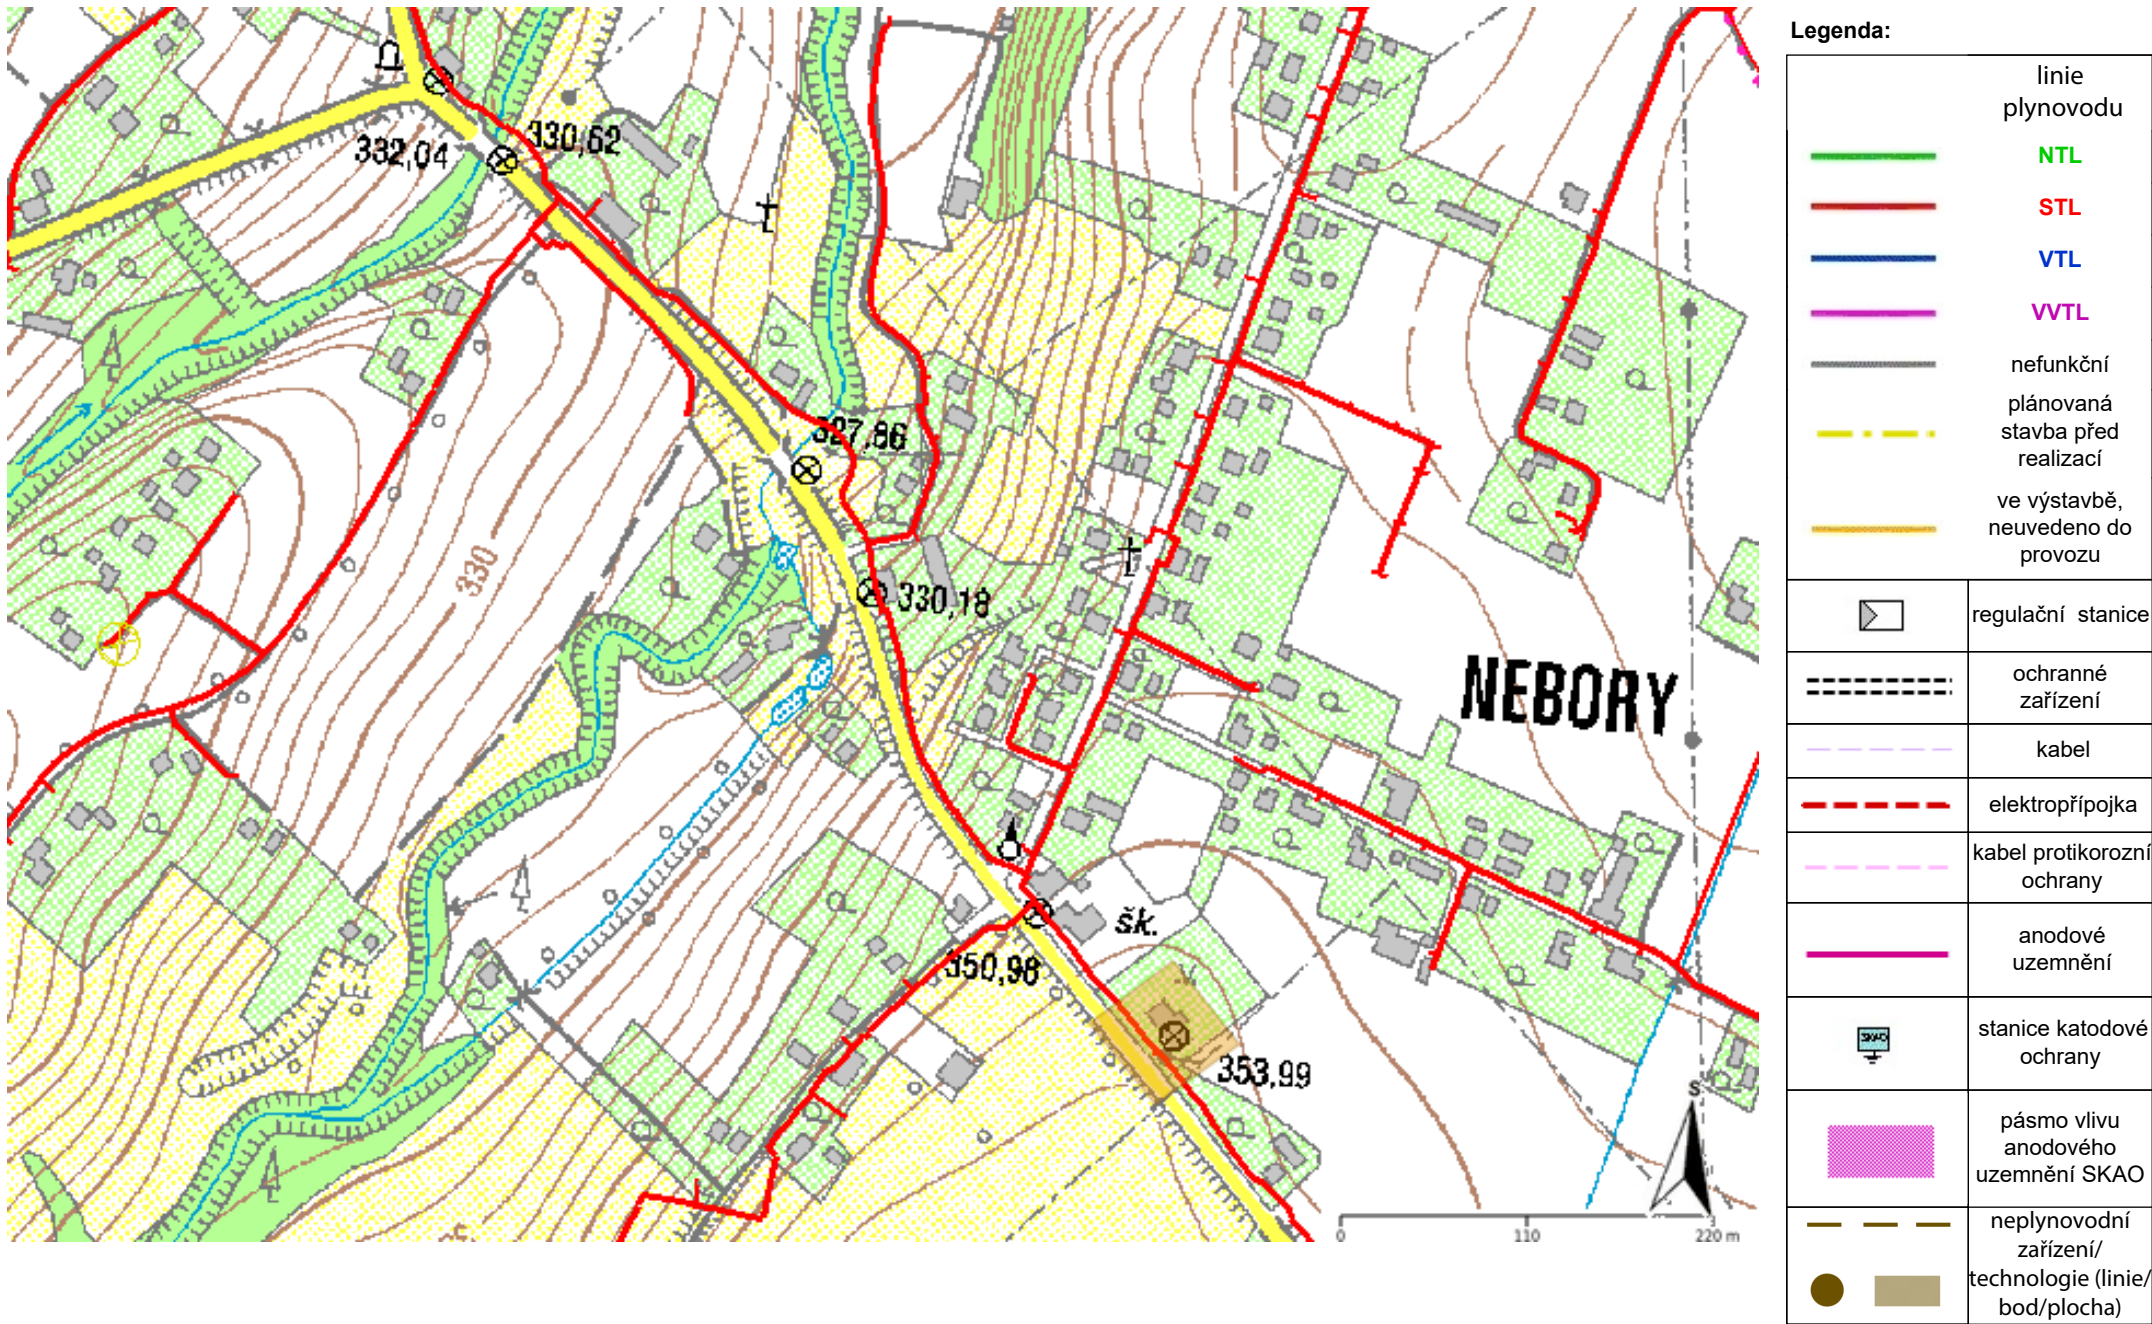 332,04
330,62
327,86
330
330,18
NEBORY
šk.
350,98
353,99
S
0 110 220 m
Legenda:
linie
plynovodu
NTL
STL
VTL
VVTL
nefunkční
plánovaná
stavba před
realizací
ve výstavbě,
neuvedeno do
provozu
regulační stanice
ochranné
zařízení
kabel
elektropřípojka
kabel protikorozní
ochrany
anodové
uzemnění
SKAO
stanice katodové
ochrany
pásmo vlivu
anodového
uzemnění SKAO
neplynovodní
zařízení/
technologie (linie/
bod/plocha)